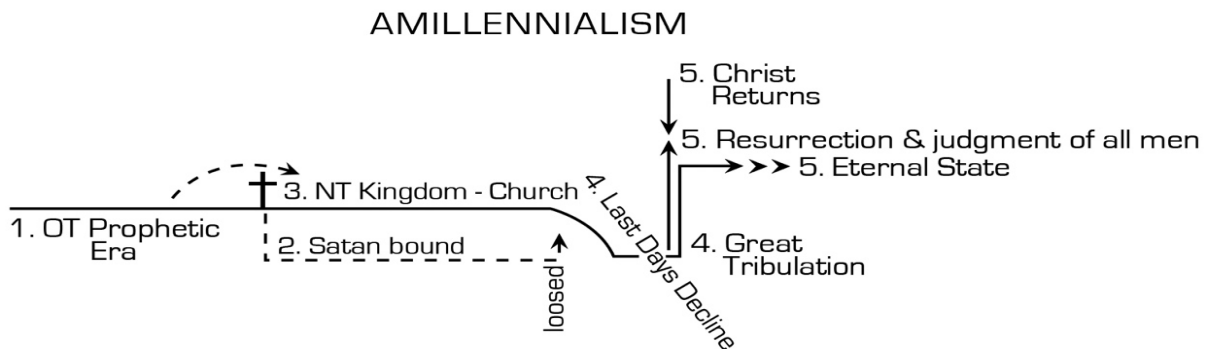 AMILLENNIALISM
5. Christ
Returns
5. Resurrection & judgment of all men
5. Eternal State
3. NT Kingdom - Church
4. Last Days Decline
1. OT Prophetic
Era
2. Satan bound
loosed
4. Great
Tribulation